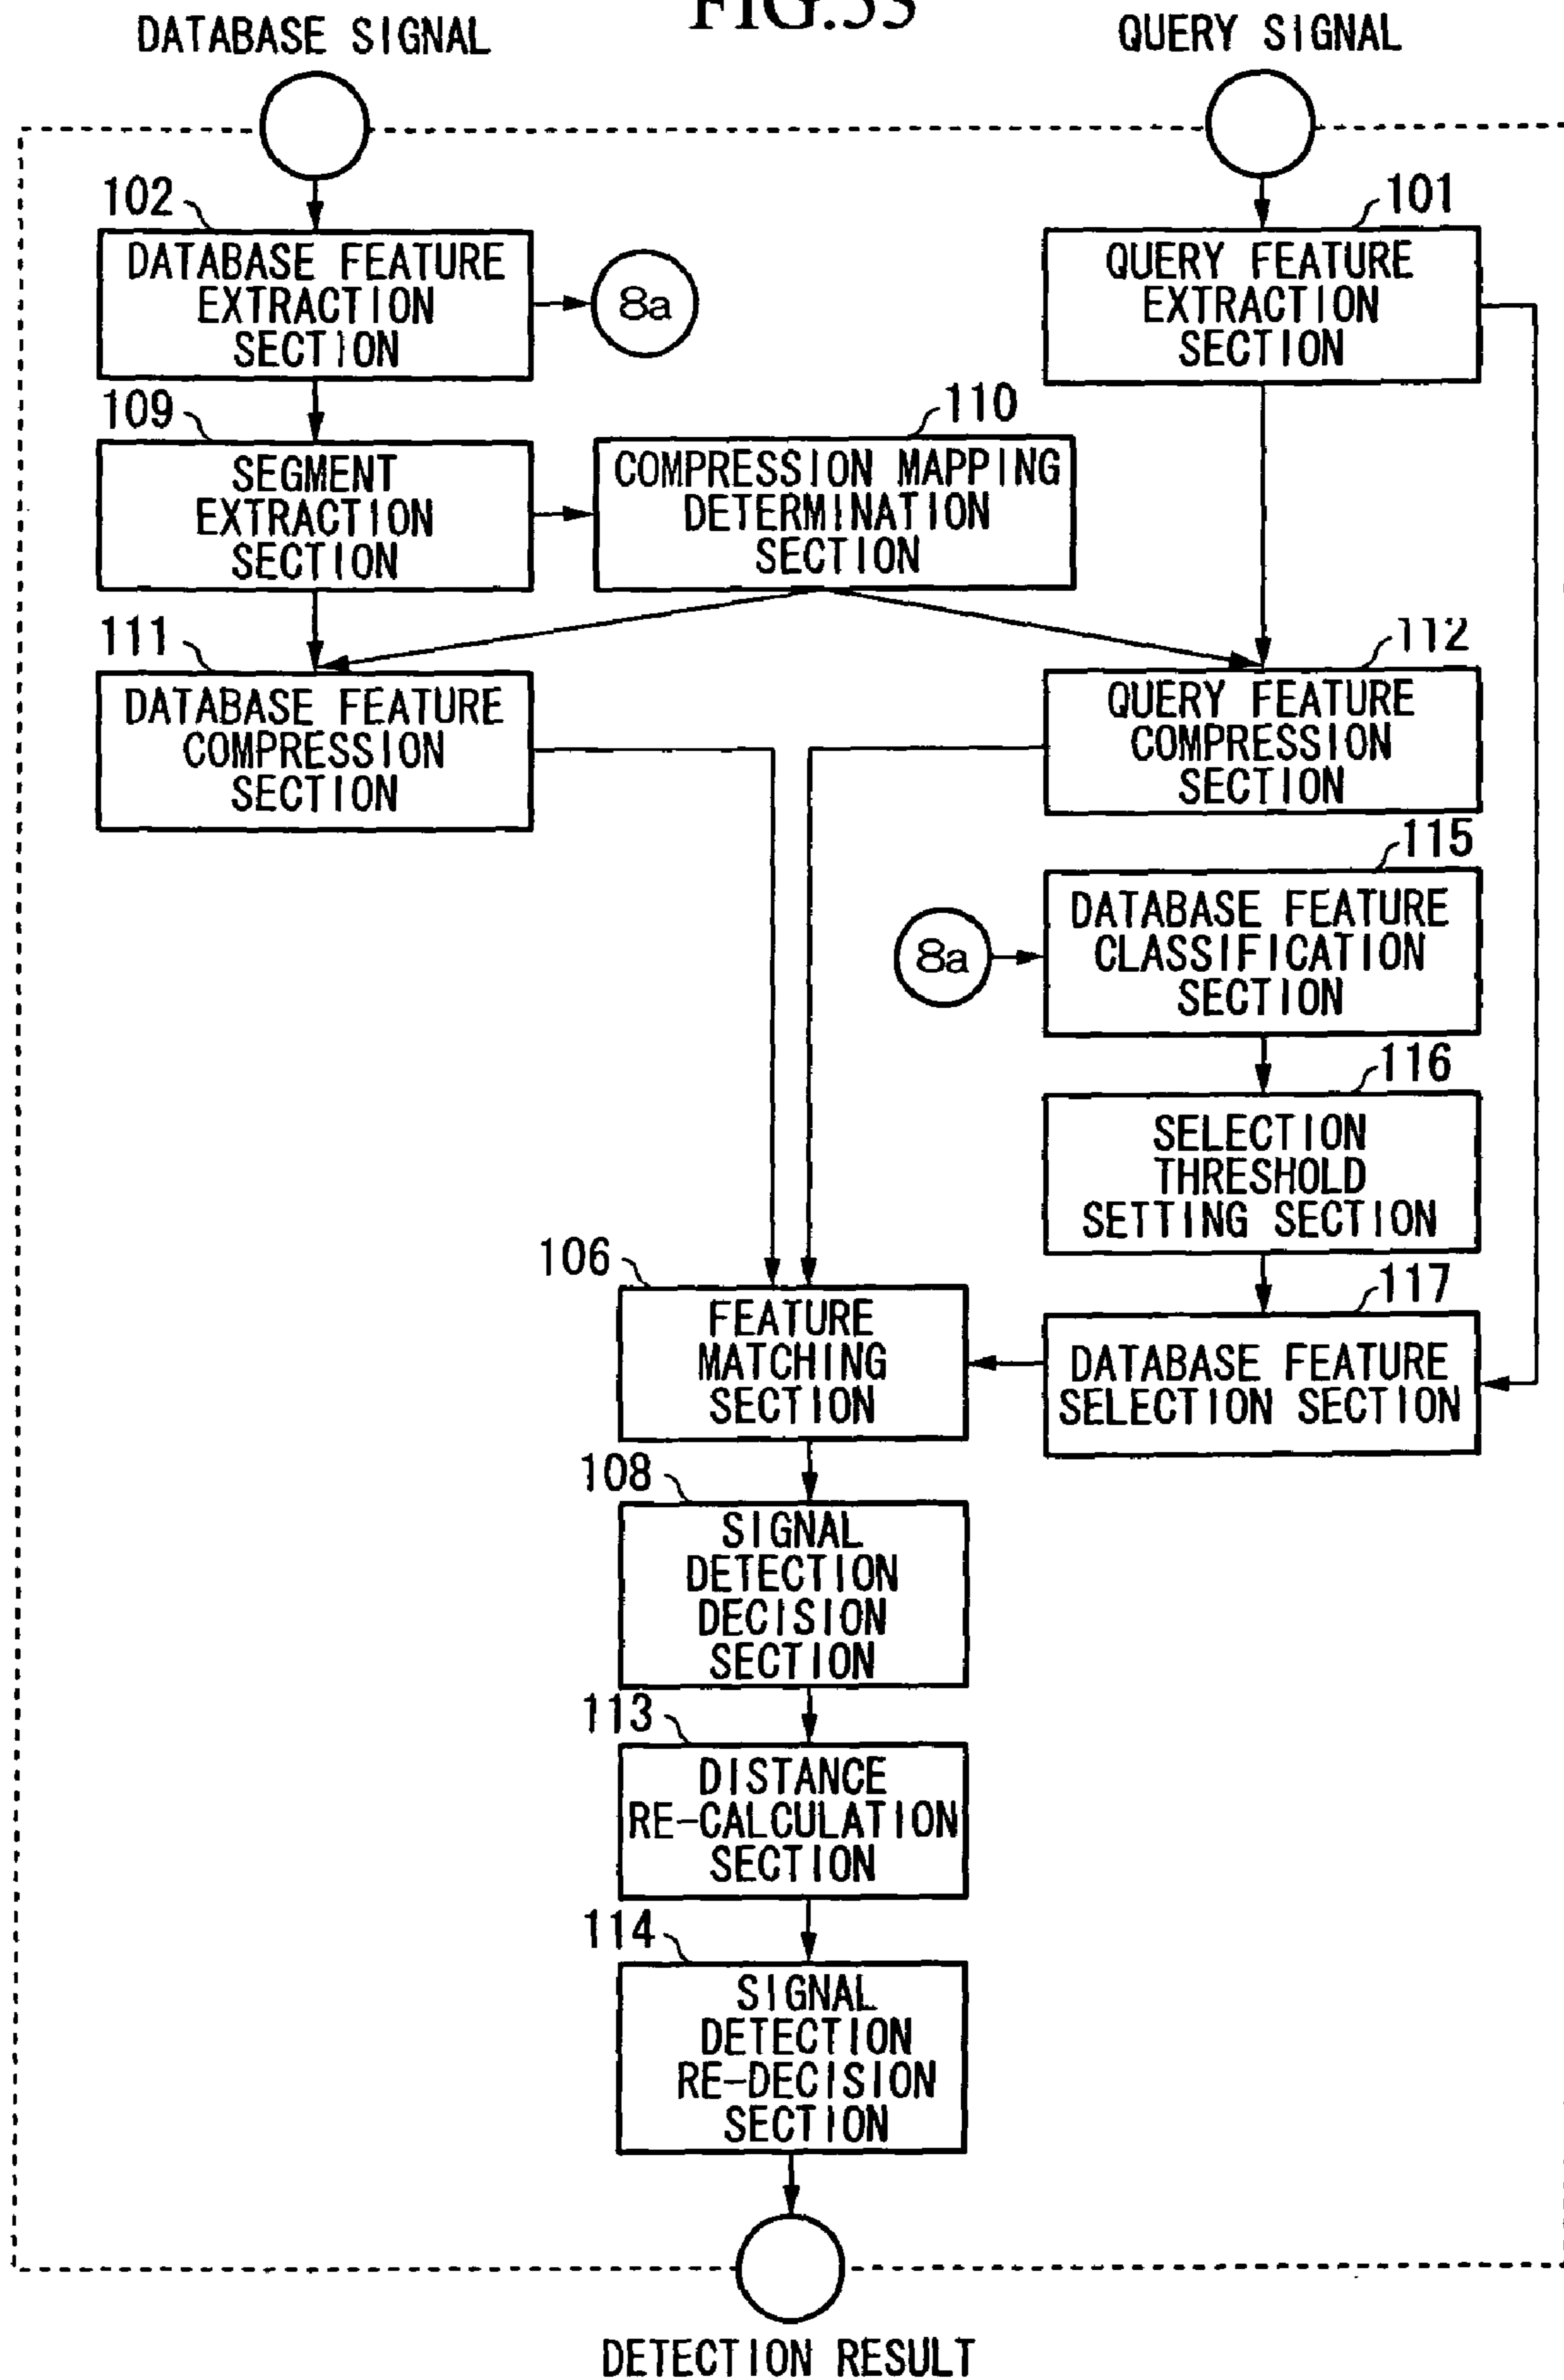 FIG.53
DATABASE SIGNAL
QUERY SIGNAL
102
DATABASE FEATURE
EXTRACTION
SECTION
8a
101
QUERY FEATURE
EXTRACTION
SECTION
109
SEGMENT
EXTRACTION
SECTION
110
COMPRESSION MAPPING
DETERMINATION
SECTION
111
DATABASE FEATURE
COMPRESSION
SECTION
112
QUERY FEATURE
COMPRESSION
SECTION
8a
115
DATABASE FEATURE
CLASSIFICATION
SECTION
116
SELECTION
THRESHOLD
SETTING SECTION
106
FEATURE
MATCHING
SECTION
117
DATABASE FEATURE
SELECTION SECTION
108
SIGNAL
DETECTION
DECISION
SECTION
113
DISTANCE
RE-CALCULATION
SECTION
114
SIGNAL
DETECTION
RE-DECISION
SECTION
DETECTION RESULT